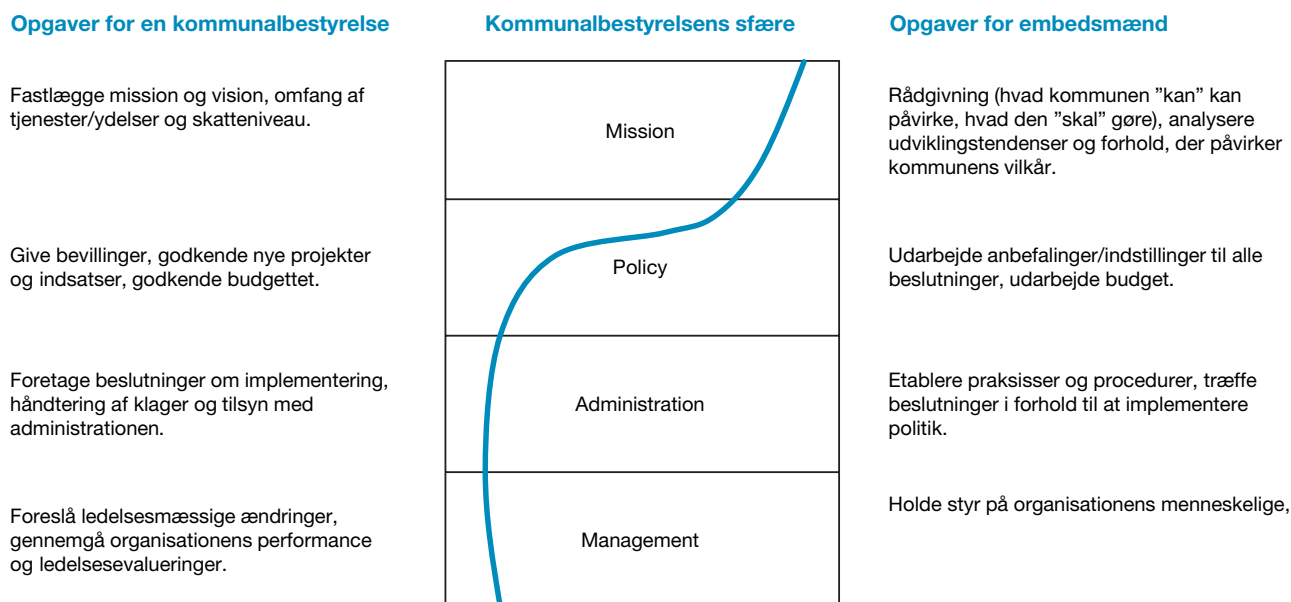 Opgaver for en kommunalbestyrelse
Kommunalbestyrelsens sfære
Opgaver for embedsmænd
Fastlægge mission og vision, omfang af
tjenester/ydelser og skatteniveau.
Mission
Rådgivning (hvad kommunen ”kan” kan
påvirke, hvad den ”skal” gøre), analysere
udviklingstendenser og forhold, der påvirker
kommunens vilkår.
Give bevillinger, godkende nye projekter
og indsatser, godkende budgettet.
Policy
Udarbejde anbefalinger/indstillinger til alle
beslutninger, udarbejde budget.
Foretage beslutninger om implementering,
håndtering af klager og tilsyn med
administrationen.
Administration
Etablere praksisser og procedurer, træffe
beslutninger i forhold til at implementere
politik.
Foreslå ledelsesmæssige ændringer,
gennemgå organisationens performance
og ledelsesevalueringer.
Management
Holde styr på organisationens menneskelige,